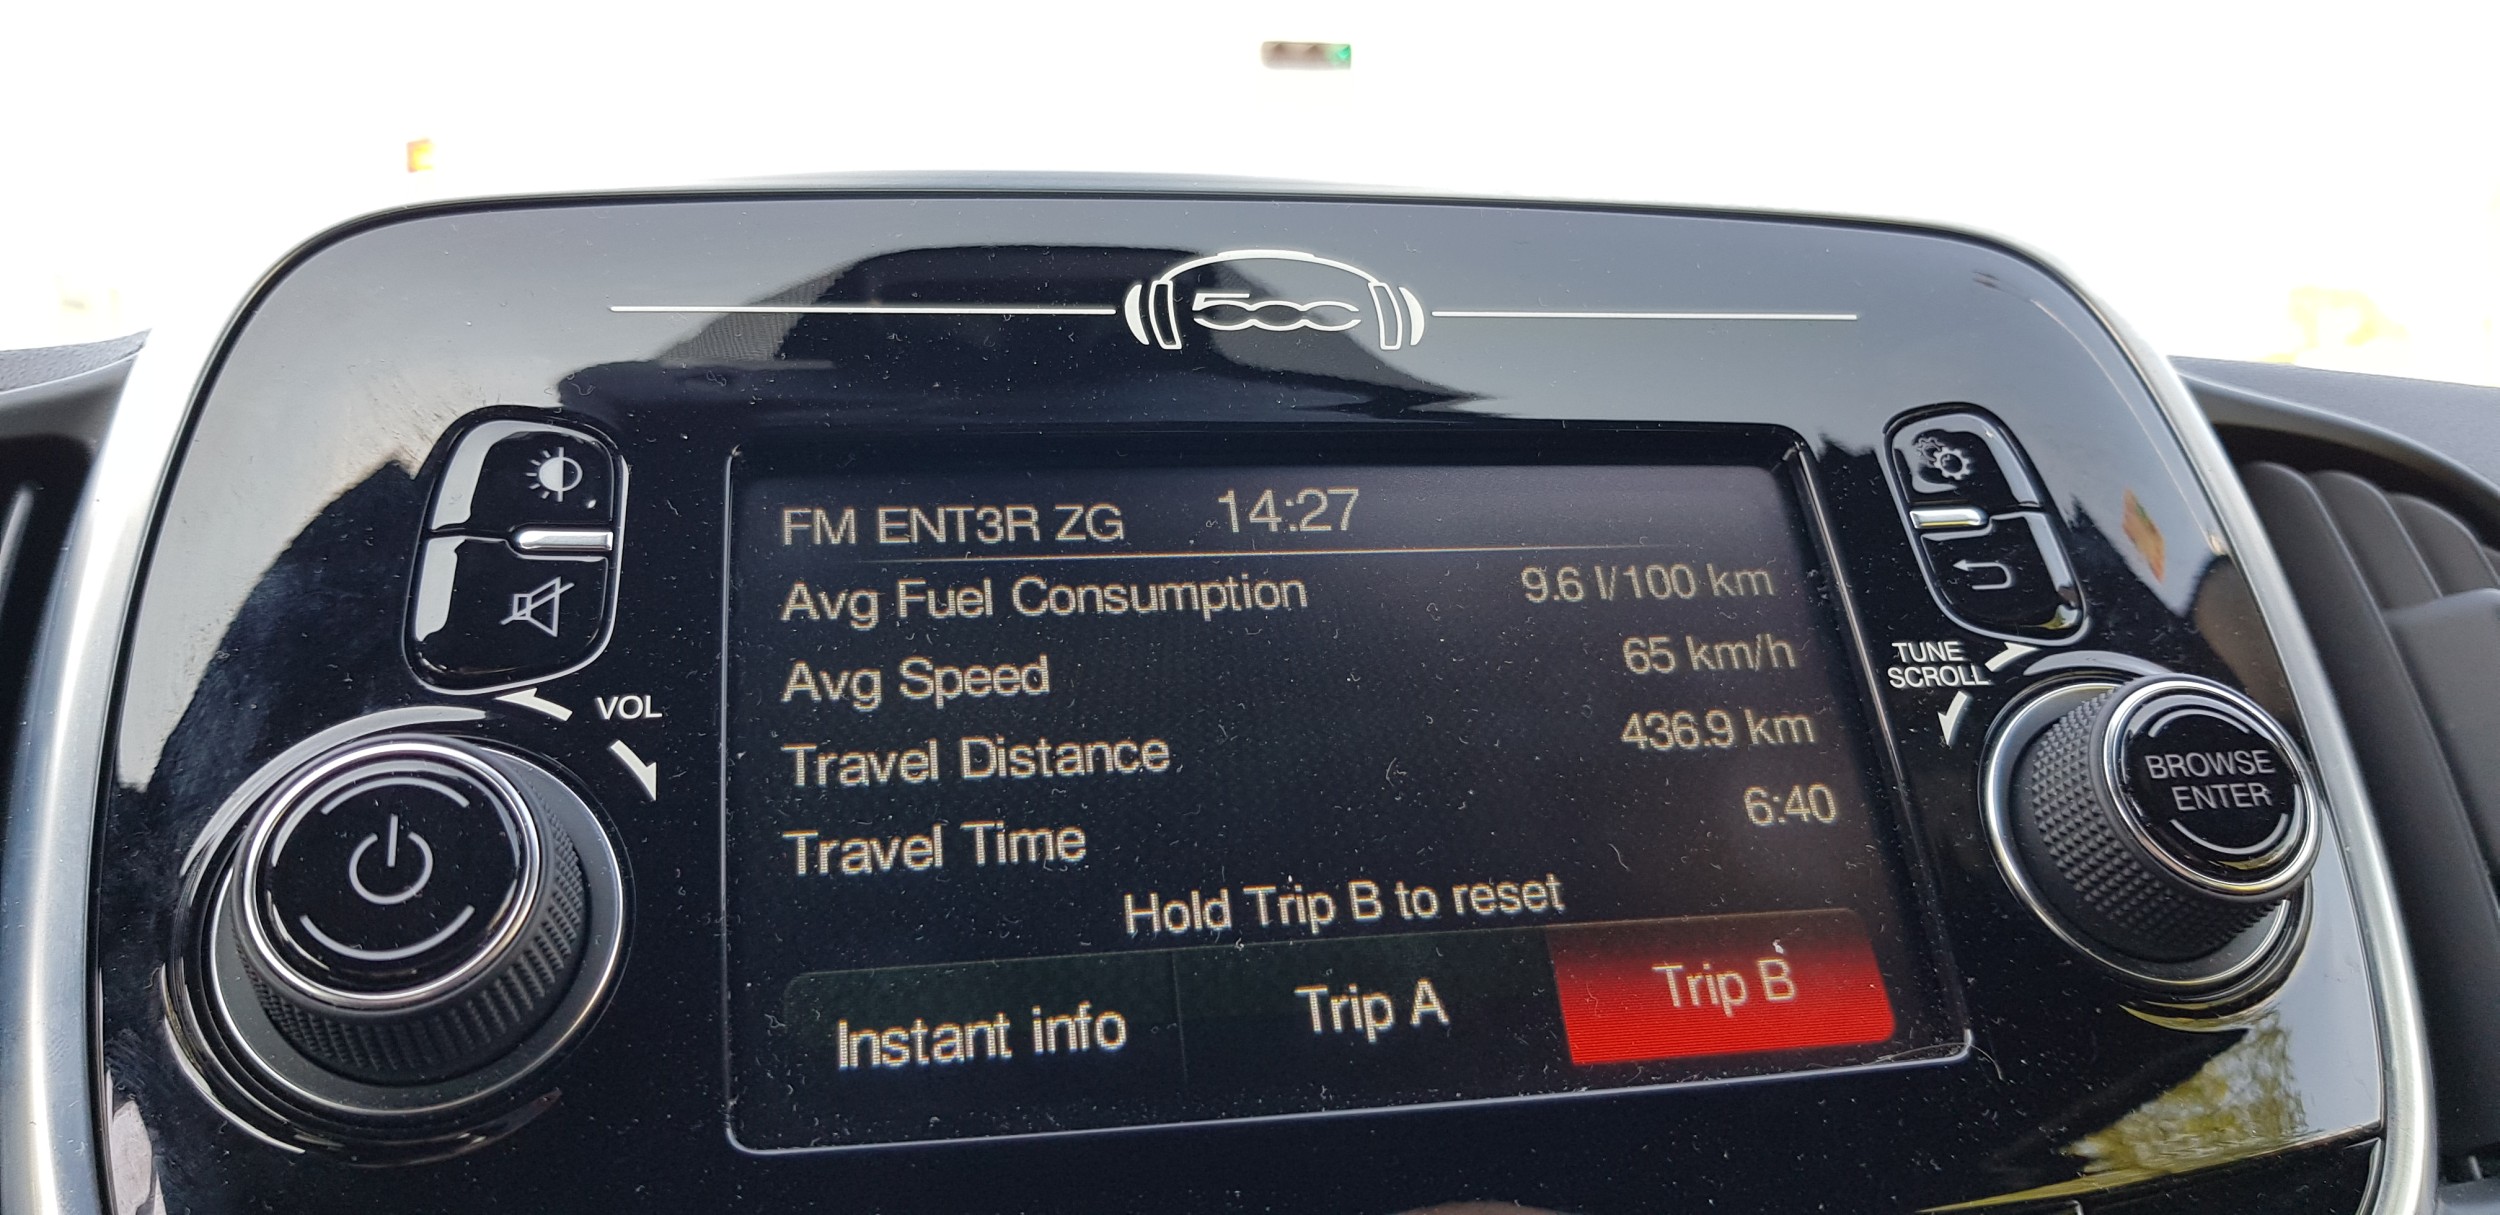 500
FM ENT3R ZG 14:27
Avg Fuel Consumption 9.6 l/100 km
Avg Speed 65 km/h
Travel Distance 436.9 km
Travel Time 6:40
Hold Trip B to reset
Instant info Trip A Trip B
VOL
TUNE
SCROLL
BROWSE
ENTER